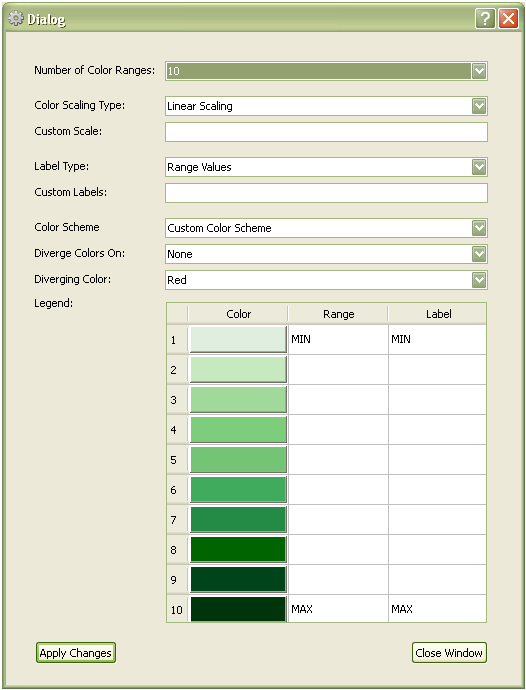 Dialog
Number of Color Ranges: 10
Color Scaling Type: Linear Scaling
Custom Scale:
Label Type: Range Values
Custom Labels:
Color Scheme Custom Color Scheme
Diverge Colors On: None
Diverging Color: Red
Legend:
Color Range Label
1 MIN MIN
2
3
4
5
6
7
8
9
10 MAX MAX
Apply Changes Close Window